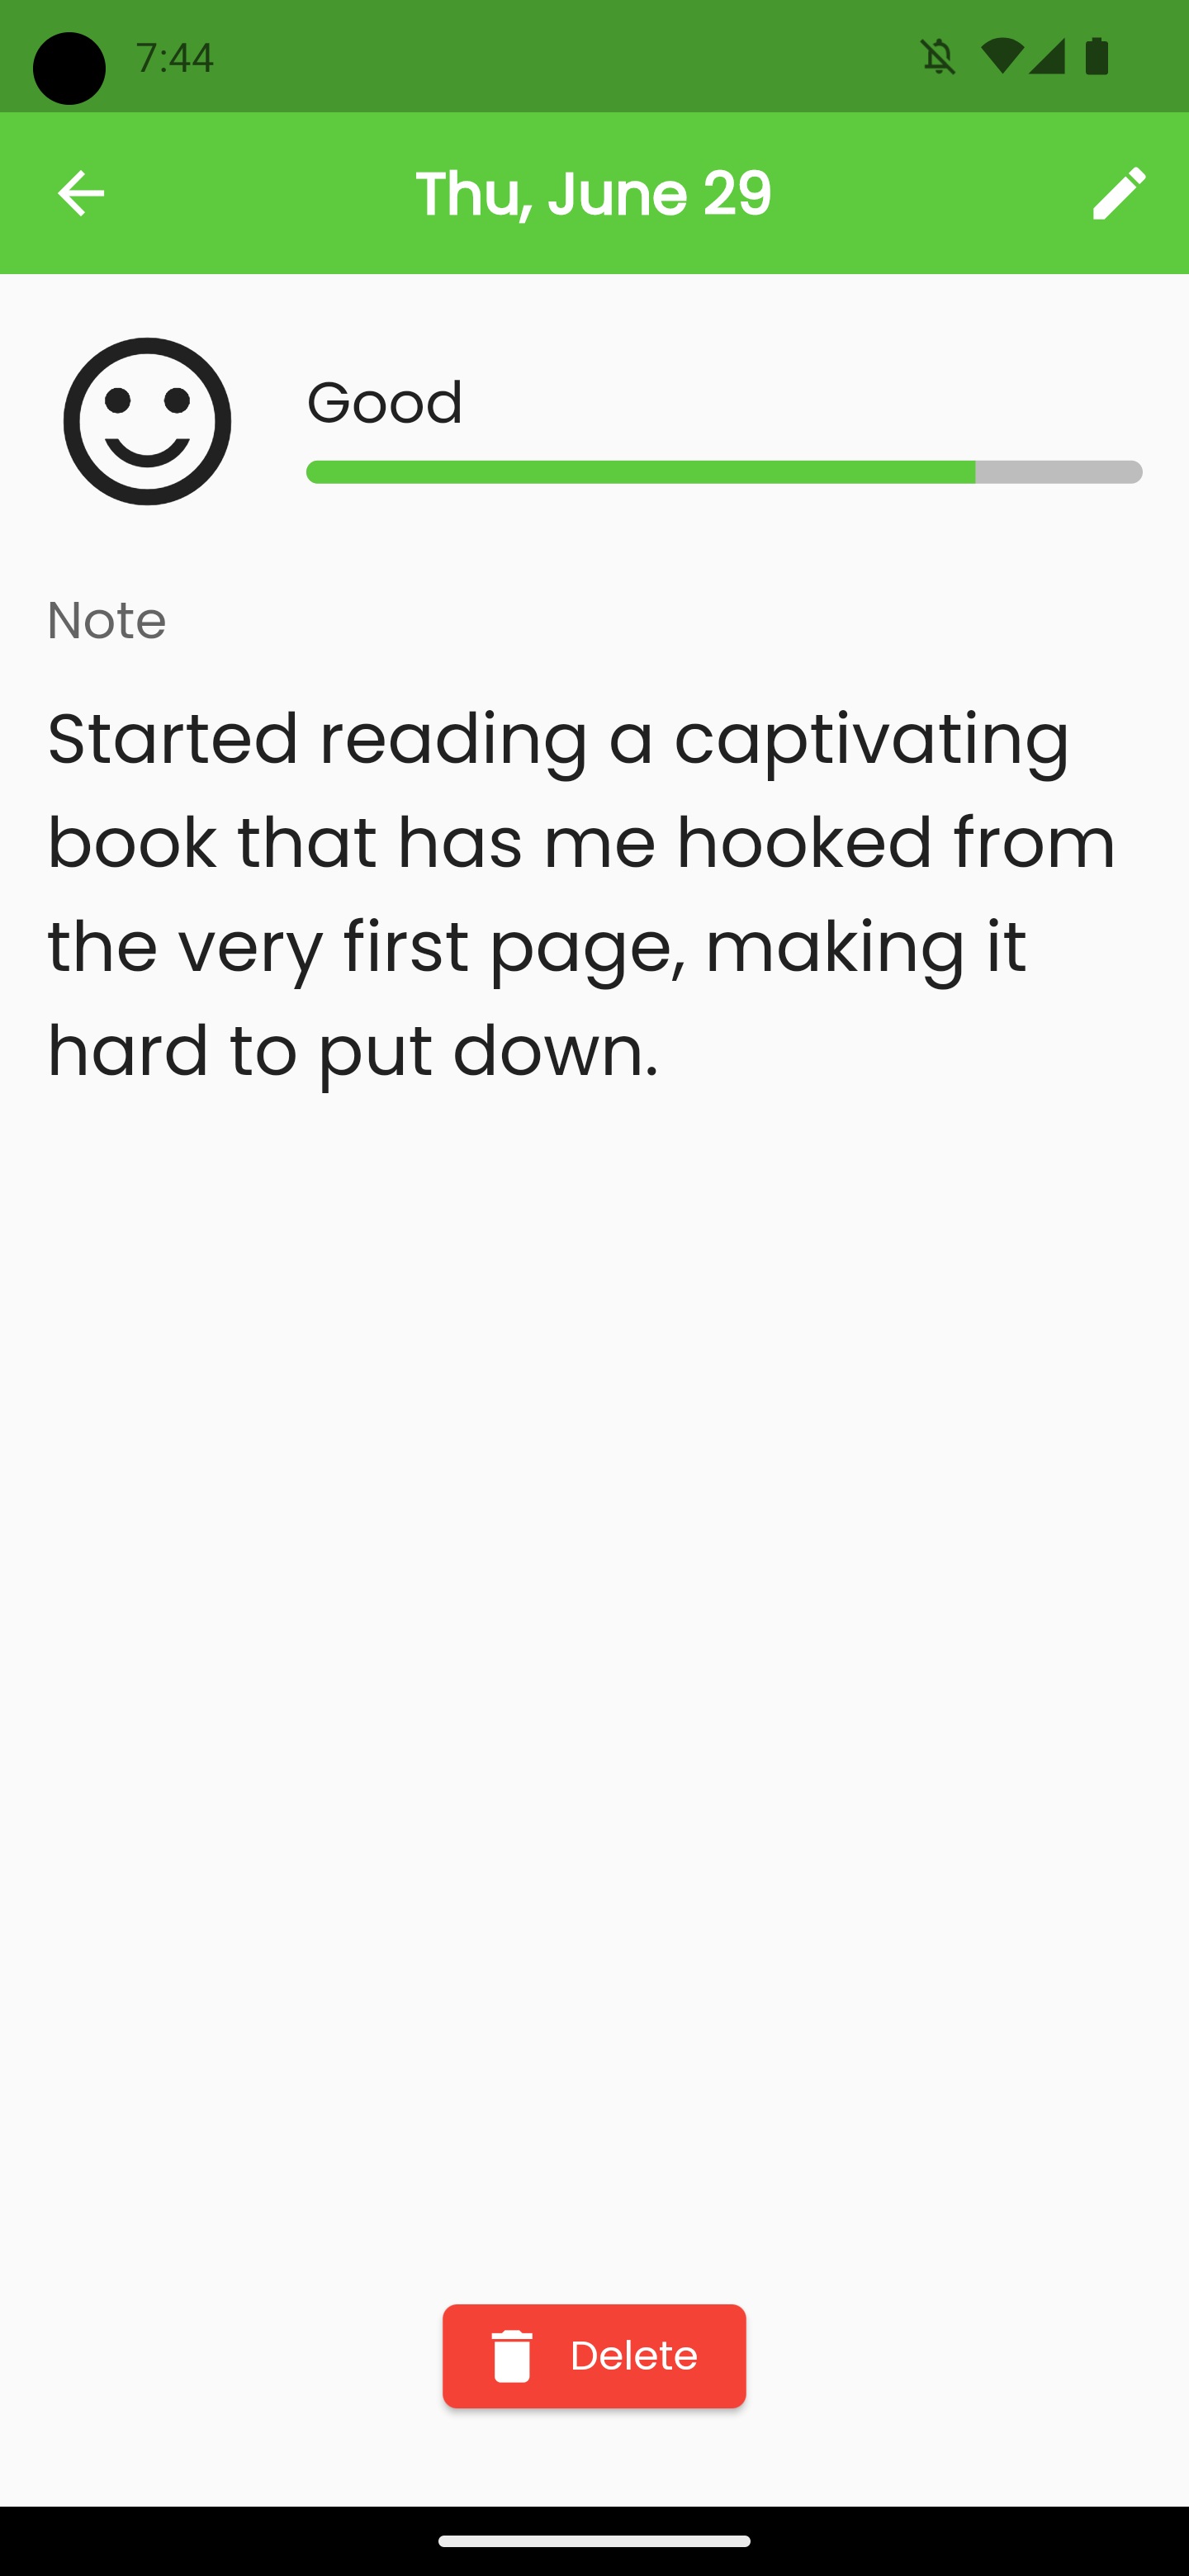 7:44
Thu, June 29
Good
Note
Started reading a captivating
book that has me hooked from
the very first page, making it
hard to put down.
Delete